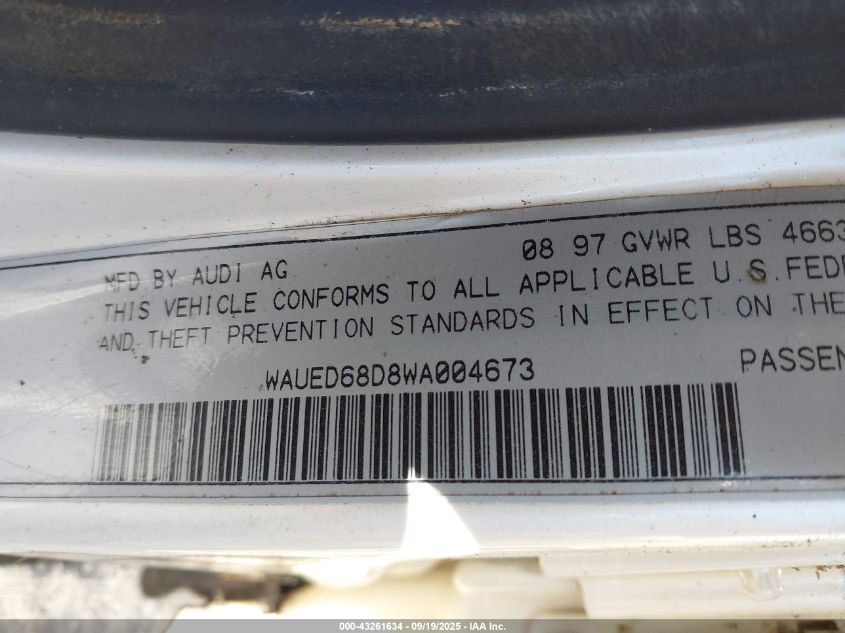 MFD BY AUDI AG 08 97 GVWR LBS 4663
THIS VEHICLE CONFORMS TO ALL APPLICABLE U.S.FEDE
AND THEFT PREVENTION STANDARDS IN EFFECT ON THE
WAUED68D8WA004673 PASSEN
000-43261634 - 09/19/2025 - IAA Inc.